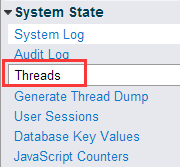 System State
System Log
Audit Log
Threads
Generate Thread Dump
User Sessions
Database Key Values
JavaScript Counters